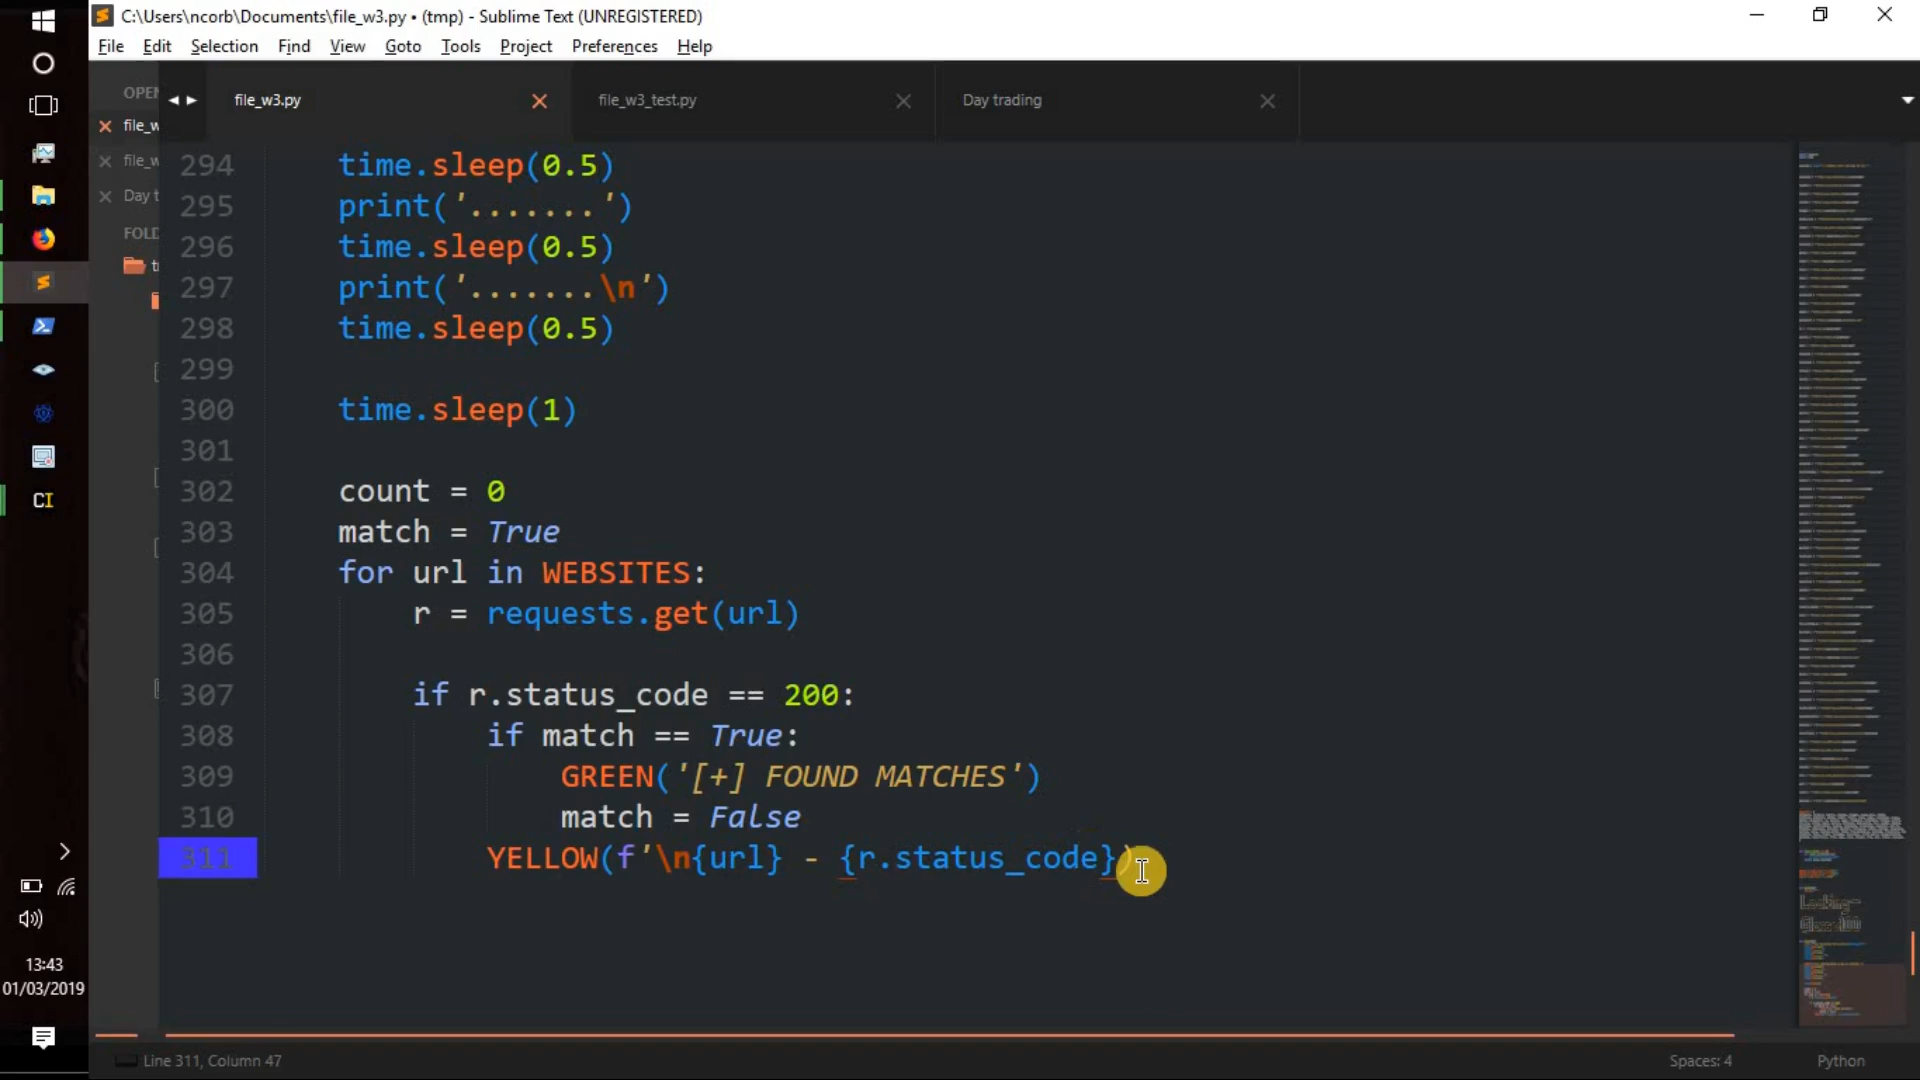 C:\Users\ncorb\Documents\file_w3.py • (tmp) - Sublime Text (UNREGISTERED)
File Edit Selection Find View Goto Tools Project Preferences Help
OPEN
file_w3.py
file_w3_test.py
Day trading
file_w
file_w
Day t
FOLD
294 time.sleep(0.5)
295 print('.......')
296 time.sleep(0.5)
297 print('.......\n')
298 time.sleep(0.5)
299
300 time.sleep(1)
301
302 count = 0
303 match = True
304 for url in WEBSITES:
305 r = requests.get(url)
306
307 if r.status_code == 200:
308 if match == True:
309 GREEN('[+] FOUND MATCHES')
310 match = False
311 YELLOW(f'\n{url} - {r.status_code})
CI
13:43
01/03/2019
Line 311, Column 47
Spaces: 4
Python